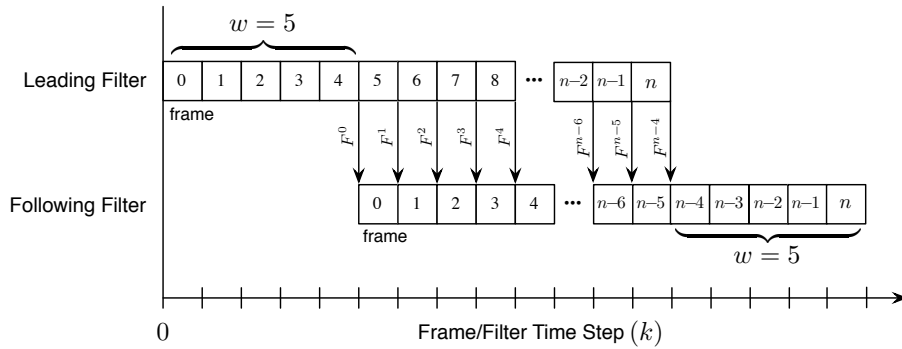 w = 5
Leading Filter 0 1 2 3 4 5 6 7 8 ... n−2 n−1 n
frame
F^0 F^1 F^2 F^3 F^4 F^{n−6} F^{n−5} F^{n−4}
Following Filter 0 1 2 3 4 ... n−6 n−5 n−4 n−3 n−2 n−1 n
frame
w = 5
0 Frame/Filter Time Step (k)